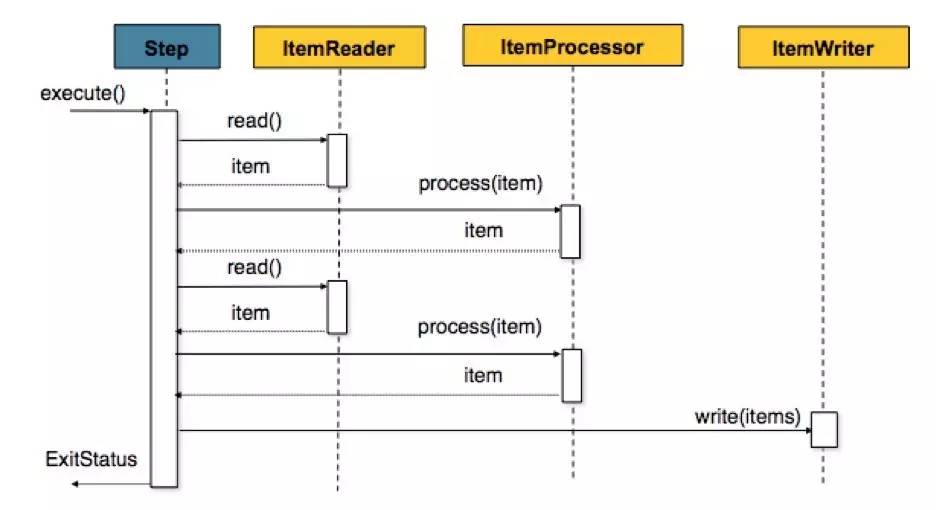 Step
ItemReader
ItemProcessor
ItemWriter
execute()
read()
item
process(item)
item
read()
item
process(item)
item
write(items)
ExitStatus